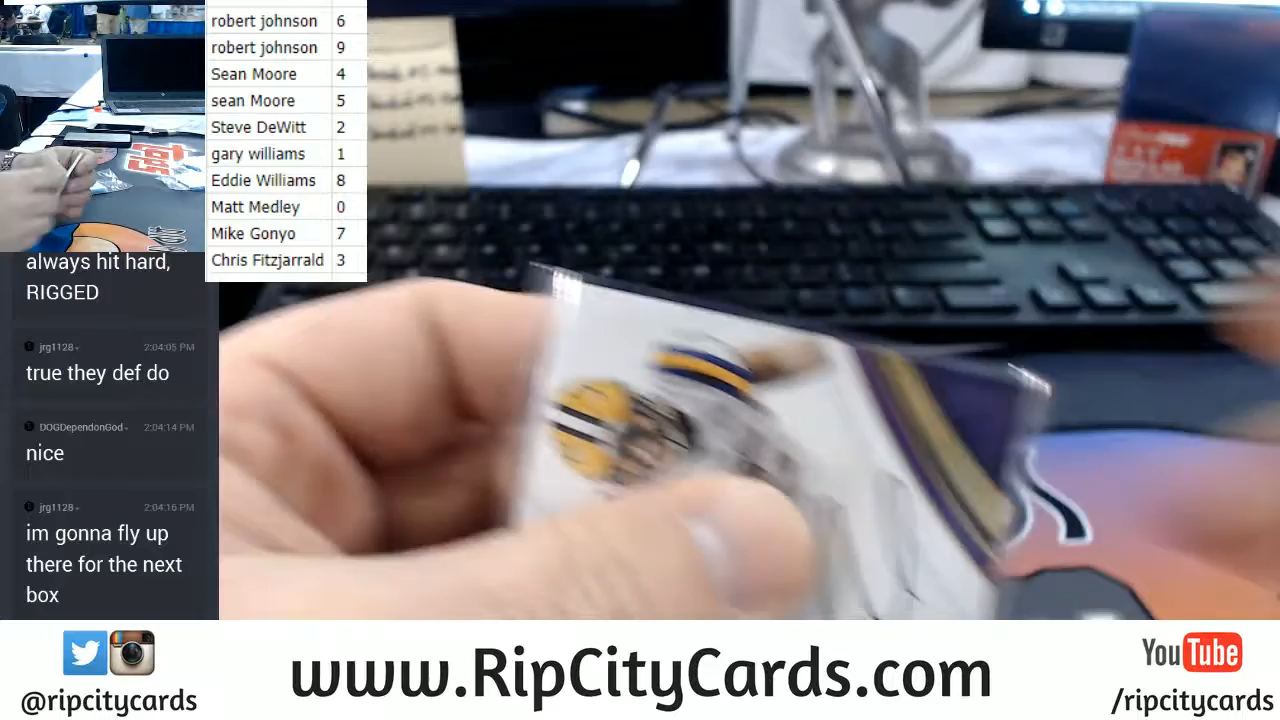 robert johnson 6
robert johnson 9
Sean Moore 4
sean Moore 5
Steve DeWitt 2
gary williams 1
Eddie Williams 8
Matt Medley 0
Mike Gonyo 7
Chris Fitzjarrald 3
always hit hard,
RIGGED
jrg1128 2:04:05 PM
true they def do
DOGDependonGod 2:04:14 PM
nice
jrg1128 2:04:16 PM
im gonna fly up
there for the next
box
www.RipCityCards.com
@ripcitycards
YouTube
/ripcitycards